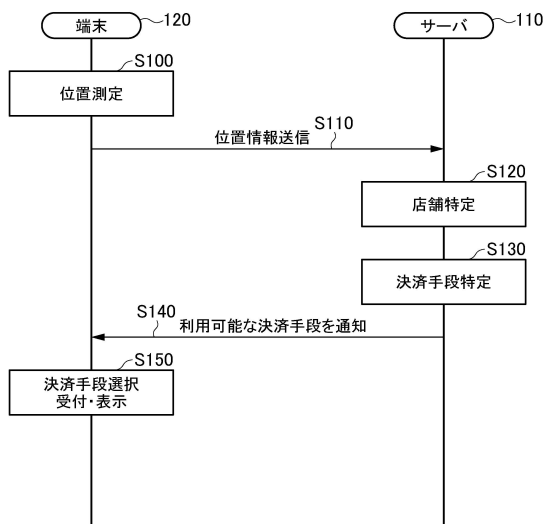 端末
120
サーバ
110
S100
位置測定
S110
位置情報送信
S120
店舗特定
S130
決済手段特定
S140
利用可能な決済手段を通知
S150
決済手段選択
受付・表示